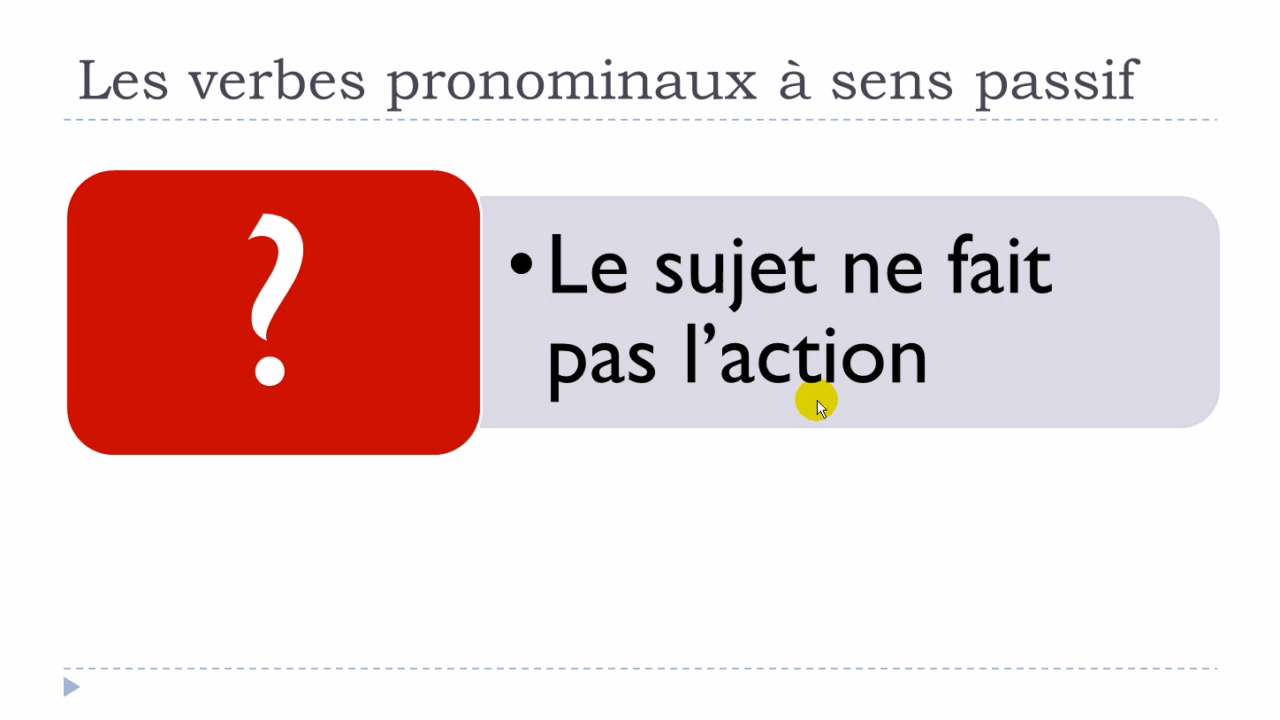 Les verbes pronominaux à sens passif
?
•Le sujet ne fait
pas l’action